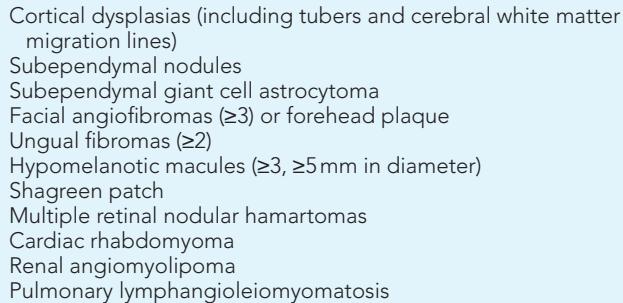 Cortical dysplasias (including tubers and cerebral white matter
migration lines)
Subependymal nodules
Subependymal giant cell astrocytoma
Facial angiofibromas (≥3) or forehead plaque
Ungual fibromas (≥2)
Hypomelanotic macules (≥3, ≥5 mm in diameter)
Shagreen patch
Multiple retinal nodular hamartomas
Cardiac rhabdomyoma
Renal angiomyolipoma
Pulmonary lymphangioleiomyomatosis